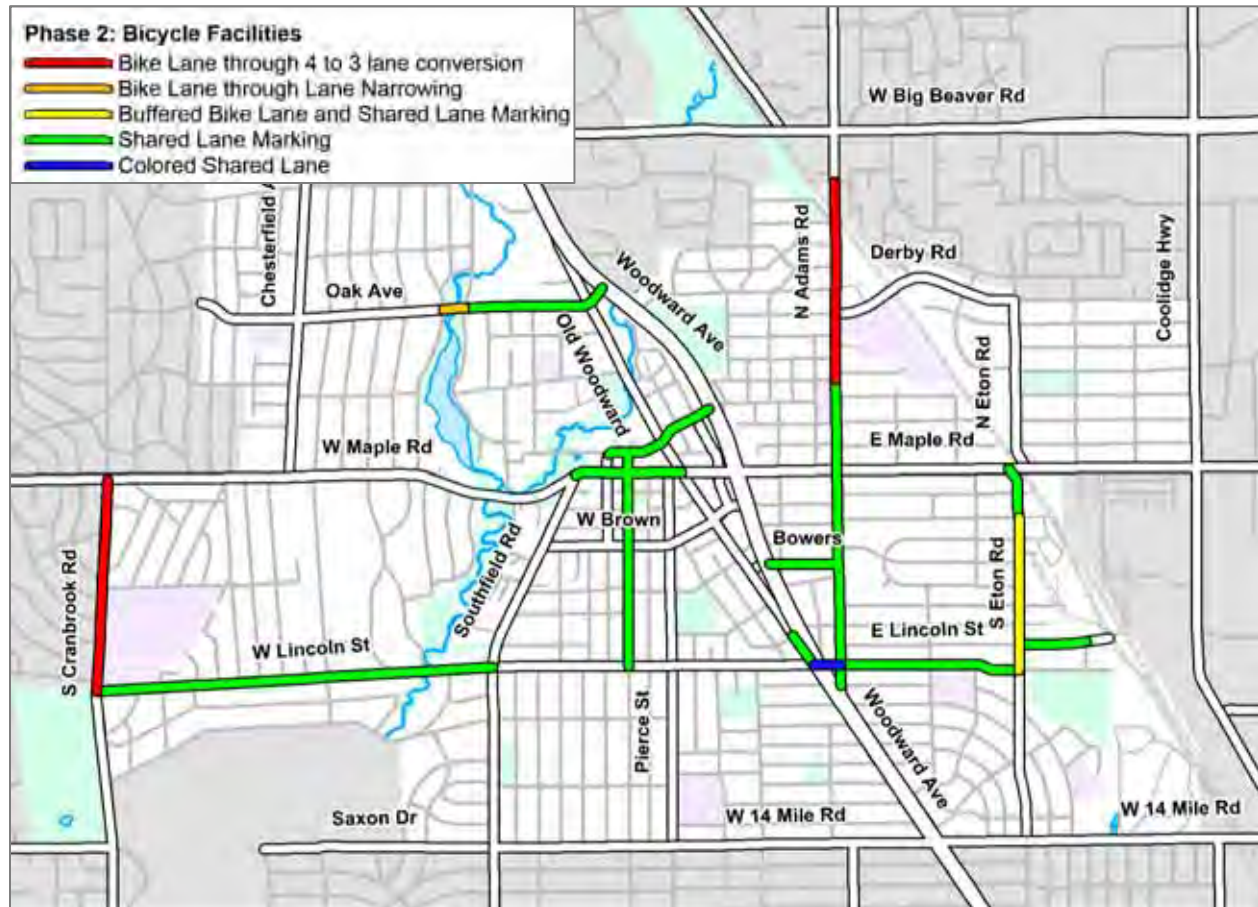 Phase 2: Bicycle Facilities
Bike Lane through 4 to 3 lane conversion
Bike Lane through Lane Narrowing
Buffered Bike Lane and Shared Lane Marking
Shared Lane Marking
Colored Shared Lane
W Big Beaver Rd
Chesterfield A
Woodward Ave
N Adams Rd
Derby Rd
Coolidge Hwy
Oak Ave
Old Woodward
N Eton Rd
W Maple Rd
E Maple Rd
W Brown
Bowers
S Cranbrook Rd
Southfield Rd
S Eton Rd
W Lincoln St
E Lincoln St
Pierce St
Woodward Ave
Saxon Dr
W 14 Mile Rd
W 14 Mile Rd